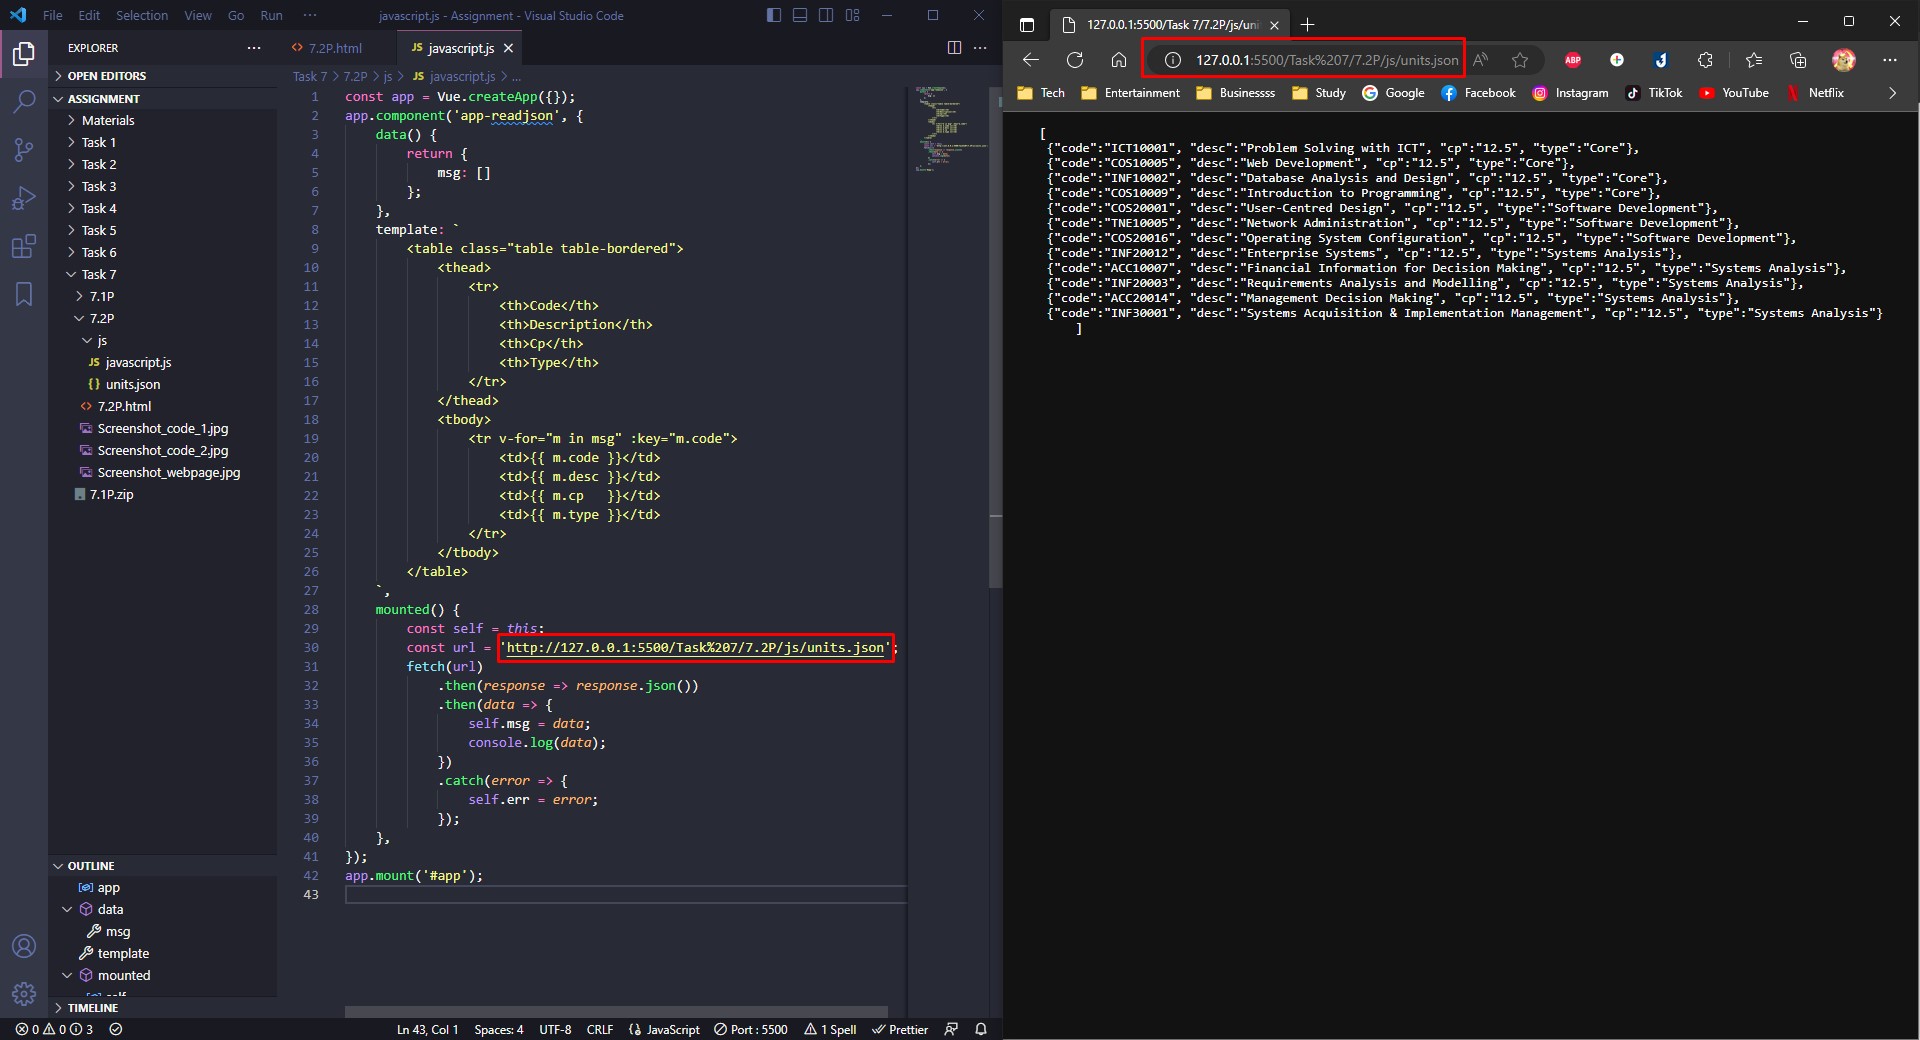 File Edit Selection View Go Run ··· javascript.js - Assignment - Visual Studio Code
EXPLORER ···
OPEN EDITORS
ASSIGNMENT
Materials
Task 1
Task 2
Task 3
Task 4
Task 5
Task 6
Task 7
7.1P
7.2P
js
JS javascript.js
{} units.json
<> 7.2P.html
Screenshot_code_1.jpg
Screenshot_code_2.jpg
Screenshot_webpage.jpg
7.1P.zip
OUTLINE
app
data
msg
template
mounted
TIMELINE
<> 7.2P.html
JS javascript.js
Task 7 > 7.2P > js > JS javascript.js > ...
1 const app = Vue.createApp({});
2 app.component('app-readjson', {
3 data() {
4 return {
5 msg: []
6 };
7 },
8 template: `
9 <table class="table table-bordered">
10 <thead>
11 <tr>
12 <th>Code</th>
13 <th>Description</th>
14 <th>Cp</th>
15 <th>Type</th>
16 </tr>
17 </thead>
18 <tbody>
19 <tr v-for="m in msg" :key="m.code">
20 <td>{{ m.code }}</td>
21 <td>{{ m.desc }}</td>
22 <td>{{ m.cp   }}</td>
23 <td>{{ m.type }}</td>
24 </tr>
25 </tbody>
26 </table>
27 `,
28 mounted() {
29 const self = this;
30 const url = 'http://127.0.0.1:5500/Task%207/7.2P/js/units.json';
31 fetch(url)
32 .then(response => response.json())
33 .then(data => {
34 self.msg = data;
35 console.log(data);
36 })
37 .catch(error => {
38 self.err = error;
39 });
40 },
41 });
42 app.mount('#app');
43
0 0 3 Ln 43, Col 1 Spaces: 4 UTF-8 CRLF JavaScript Port : 5500 1 Spell Prettier
127.0.0.1:5500/Task 7/7.2P/js/uni
127.0.0.1:5500/Task%207/7.2P/js/units.json
ABP
Tech Entertainment Businessss Study Google Facebook Instagram TikTok YouTube Netflix
[
{"code":"ICT10001", "desc":"Problem Solving with ICT", "cp":"12.5", "type":"Core"},
{"code":"COS10005", "desc":"Web Development", "cp":"12.5", "type":"Core"},
{"code":"INF10002", "desc":"Database Analysis and Design", "cp":"12.5", "type":"Core"},
{"code":"COS10009", "desc":"Introduction to Programming", "cp":"12.5", "type":"Core"},
{"code":"COS20001", "desc":"User-Centred Design", "cp":"12.5", "type":"Software Development"},
{"code":"TNE10005", "desc":"Network Administration", "cp":"12.5", "type":"Software Development"},
{"code":"COS20016", "desc":"Operating System Configuration", "cp":"12.5", "type":"Software Development"},
{"code":"INF20012", "desc":"Enterprise Systems", "cp":"12.5", "type":"Systems Analysis"},
{"code":"ACC10007", "desc":"Financial Information for Decision Making", "cp":"12.5", "type":"Systems Analysis"},
{"code":"INF20003", "desc":"Requirements Analysis and Modelling", "cp":"12.5", "type":"Systems Analysis"},
{"code":"ACC20014", "desc":"Management Decision Making", "cp":"12.5", "type":"Systems Analysis"},
{"code":"INF30001", "desc":"Systems Acquisition & Implementation Management", "cp":"12.5", "type":"Systems Analysis"}
]